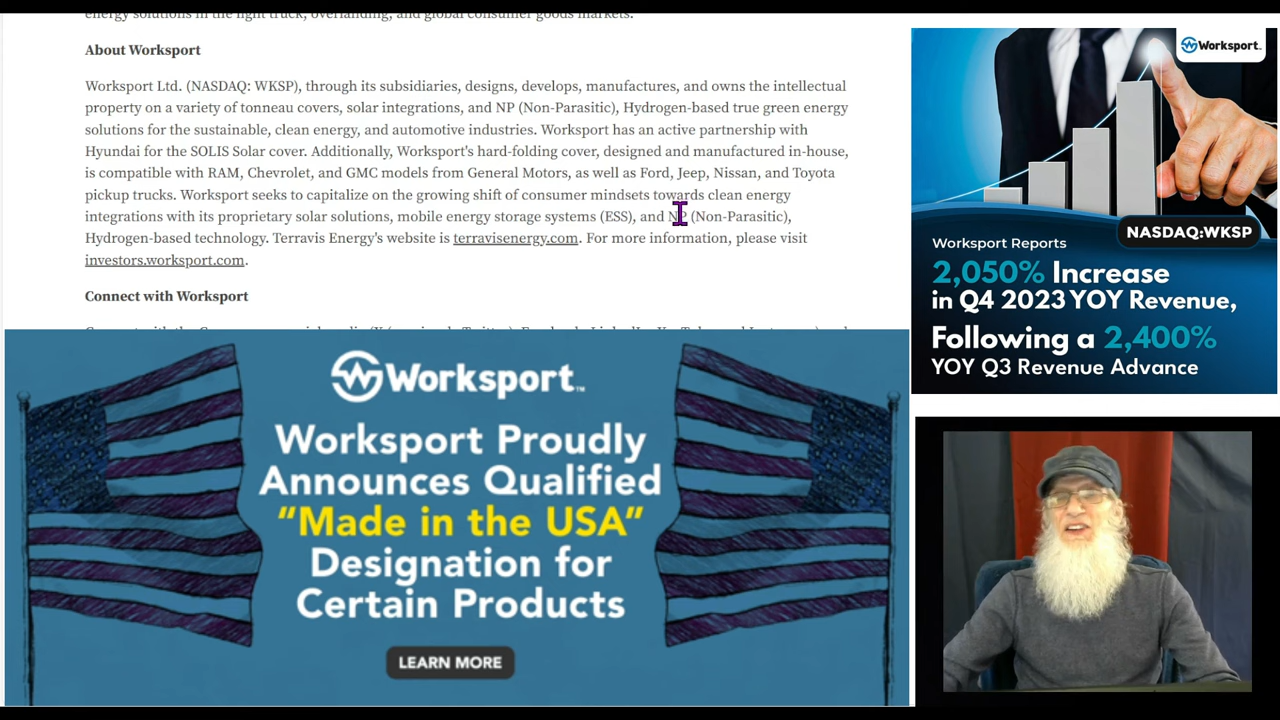 energy solutions in the light truck, overlanding, and global consumer goods markets.
About Worksport
Worksport Ltd. (NASDAQ: WKSP), through its subsidiaries, designs, develops, manufactures, and owns the intellectual
property on a variety of tonneau covers, solar integrations, and NP (Non-Parasitic), Hydrogen-based true green energy
solutions for the sustainable, clean energy, and automotive industries. Worksport has an active partnership with
Hyundai for the SOLIS Solar cover. Additionally, Worksport's hard-folding cover, designed and manufactured in-house,
is compatible with RAM, Chevrolet, and GMC models from General Motors, as well as Ford, Jeep, Nissan, and Toyota
pickup trucks. Worksport seeks to capitalize on the growing shift of consumer mindsets towards clean energy
integrations with its proprietary solar solutions, mobile energy storage systems (ESS), and NP (Non-Parasitic),
Hydrogen-based technology. Terravis Energy's website is terravisenergy.com. For more information, please visit
investors.worksport.com.
Connect with Worksport
Worksport™
Worksport Proudly
Announces Qualified
“Made in the USA”
Designation for
Certain Products
LEARN MORE
Worksport.
NASDAQ:WKSP
Worksport Reports
2,050% Increase
in Q4 2023 YOY Revenue,
Following a 2,400%
YOY Q3 Revenue Advance